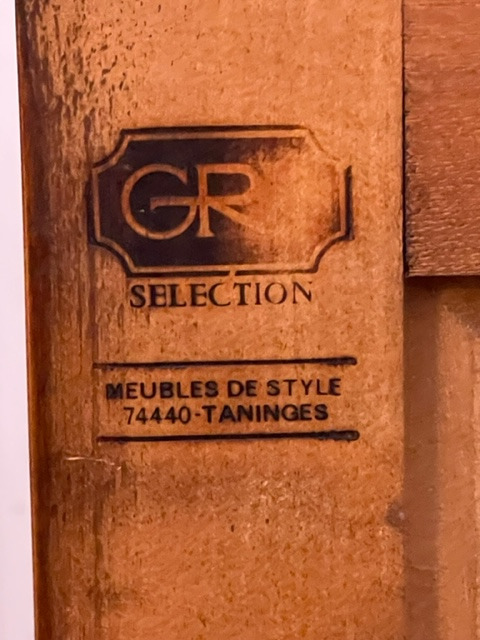 GR
SELECTION
MEUBLES DE STYLE
74440-TANINGES